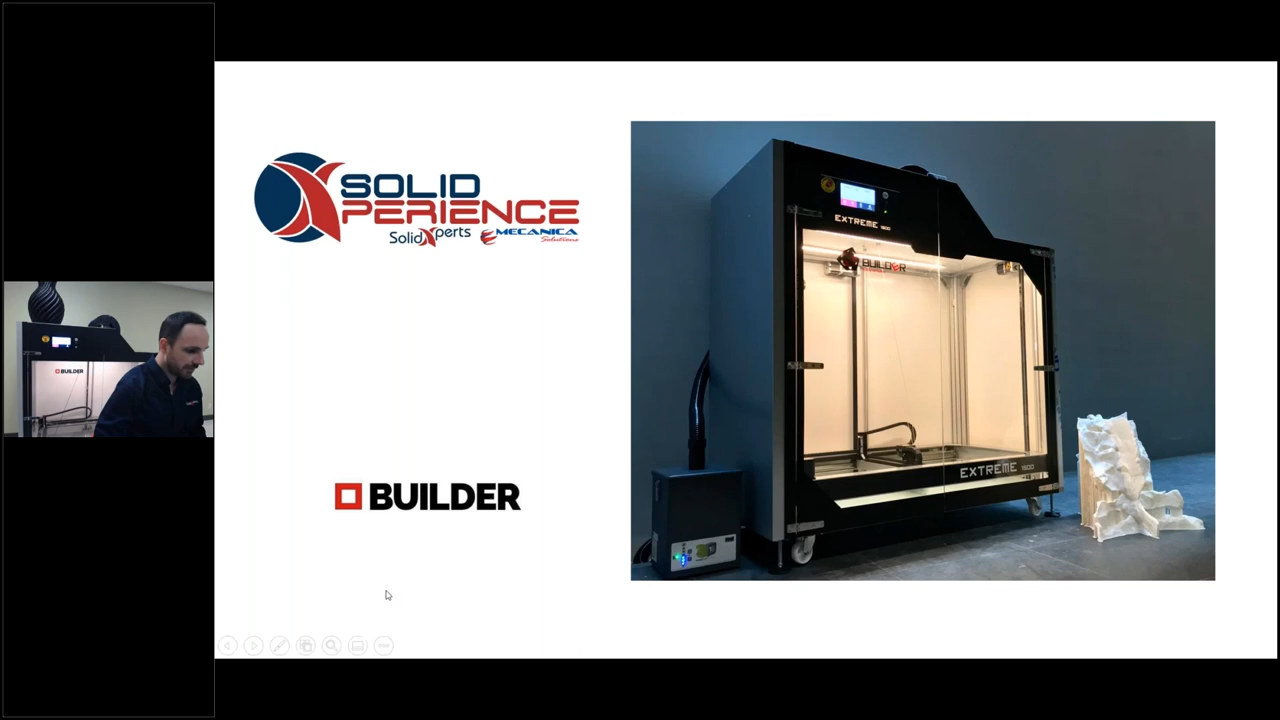 SOLID
XPERIENCE
SolidXperts MECANICA
Solutions
BUILDER
EXTREME 1500
BUILDER
EXTREME 1500
BUILDER